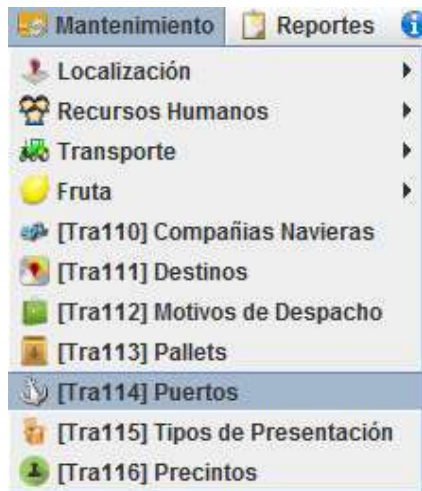 Mantenimiento Reportes
Localización
Recursos Humanos
Transporte
Fruta
[Tra110] Compañias Navieras
[Tra111] Destinos
[Tra112] Motivos de Despacho
[Tra113] Pallets
[Tra114] Puertos
[Tra115] Tipos de Presentación
[Tra116] Precintos